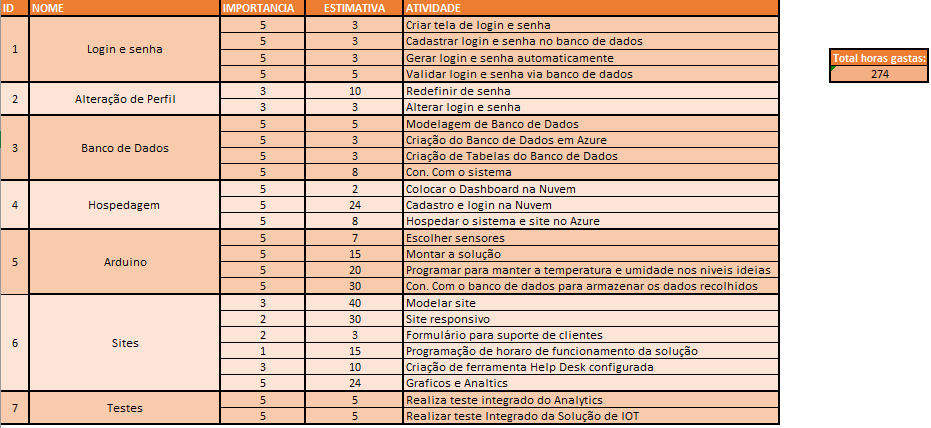 ID NOME IMPORTANCIA ESTIMATIVA ATIVIDADE
1 Login e senha
5 3 Criar tela de login e senha
5 3 Cadastrar login e senha no banco de dados
5 3 Gerar login e senha automaticamente
5 5 Validar login e senha via banco de dados
2 Alteração de Perfil
3 10 Redefinir de senha
3 3 Alterar login e senha
3 Banco de Dados
5 5 Modelagem de Banco de Dados
5 3 Criação do Banco de Dados em Azure
5 3 Criação de Tabelas do Banco de Dados
5 8 Con. Com o sistema
4 Hospedagem
5 2 Colocar o Dashboard na Nuvem
5 24 Cadastro e login na Nuvem
5 8 Hospedar o sistema e site no Azure
5 Arduino
5 7 Escolher sensores
5 15 Montar a solução
5 20 Programar para manter a temperatura e umidade nos niveis ideias
5 30 Con. Com o banco de dados para armazenar os dados recolhidos
6 Sites
3 40 Modelar site
2 30 Site responsivo
2 3 Formulário para suporte de clientes
1 15 Programação de horaro de funcionamento da solução
3 10 Criação de ferramenta Help Desk configurada
5 24 Graficos e Analtics
7 Testes
5 5 Realiza teste integrado do Analytics
5 5 Realizar teste Integrado da Solução de IOT
Total horas gastas:
274